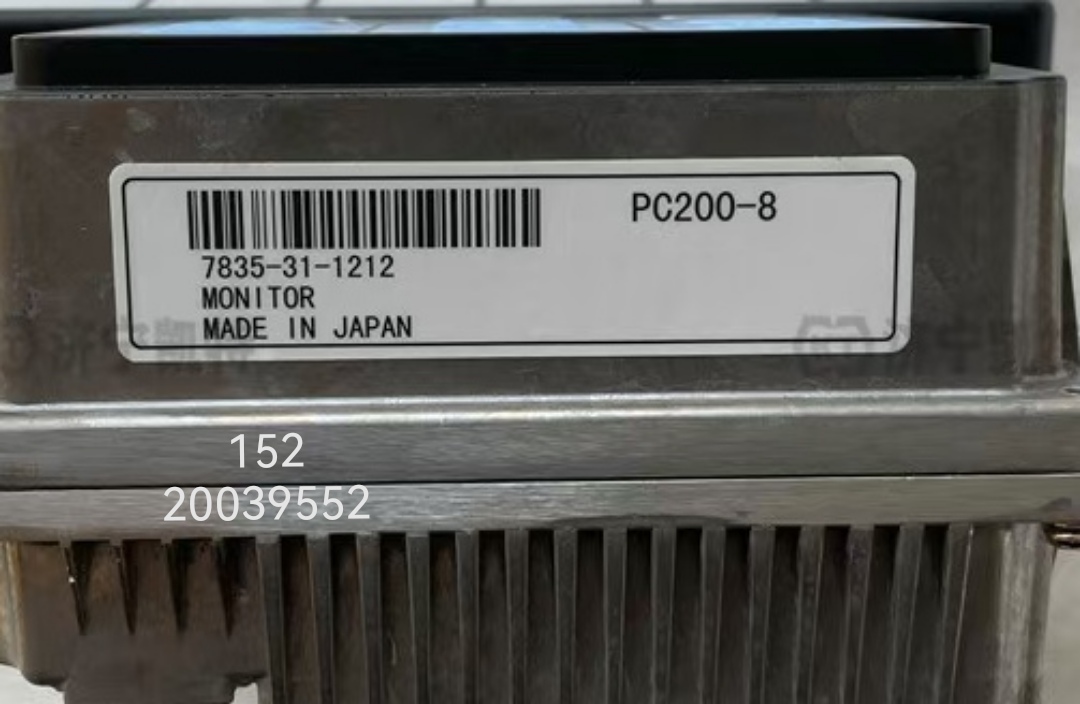 PC200-8
7835-31-1212
MONITOR
MADE IN JAPAN
152
20039552